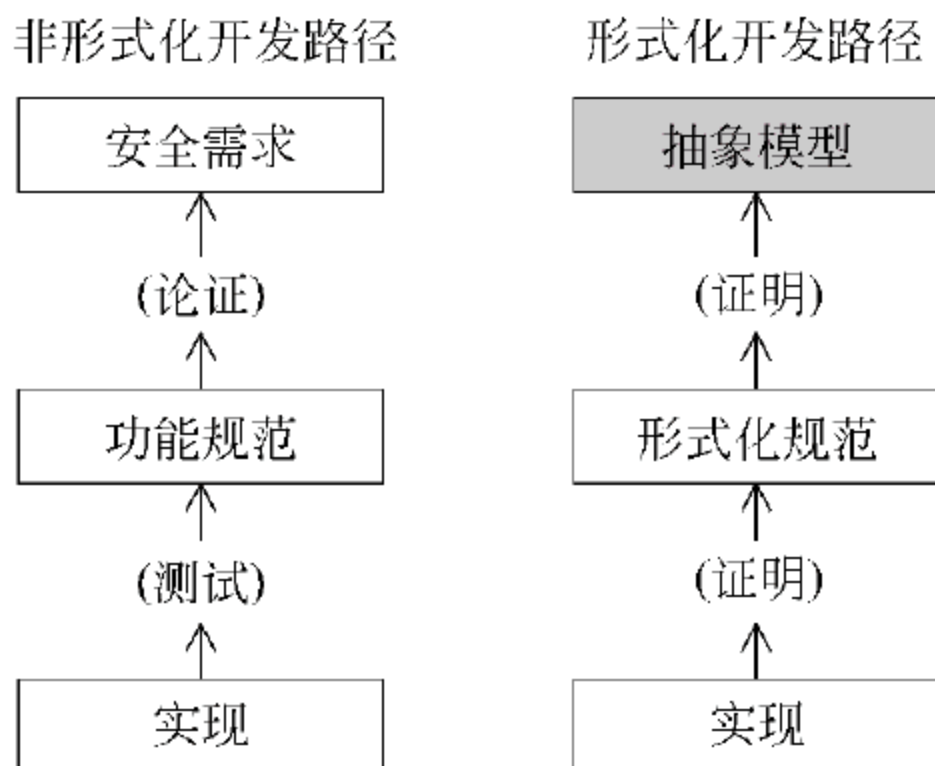 非形式化开发路径
安全需求
(论证)
功能规范
(测试)
实现
形式化开发路径
抽象模型
(证明)
形式化规范
(证明)
实现